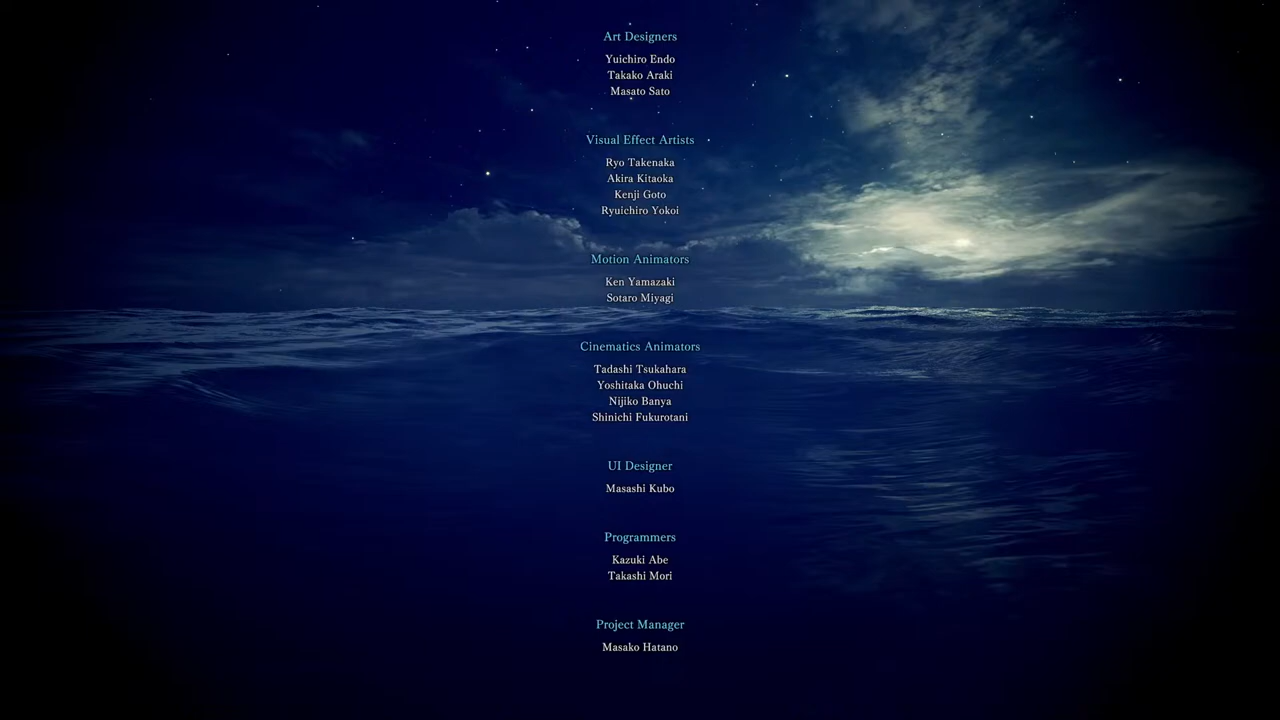 Art Designers
Yuichiro Endo
Takako Araki
Masato Sato
Visual Effect Artists
Ryo Takenaka
Akira Kitaoka
Kenji Goto
Ryuichiro Yokoi
Motion Animators
Ken Yamazaki
Sotaro Miyagi
Cinematics Animators
Tadashi Tsukahara
Yoshitaka Ohuchi
Nijiko Banya
Shinichi Fukurotani
UI Designer
Masashi Kubo
Programmers
Kazuki Abe
Takashi Mori
Project Manager
Masako Hatano